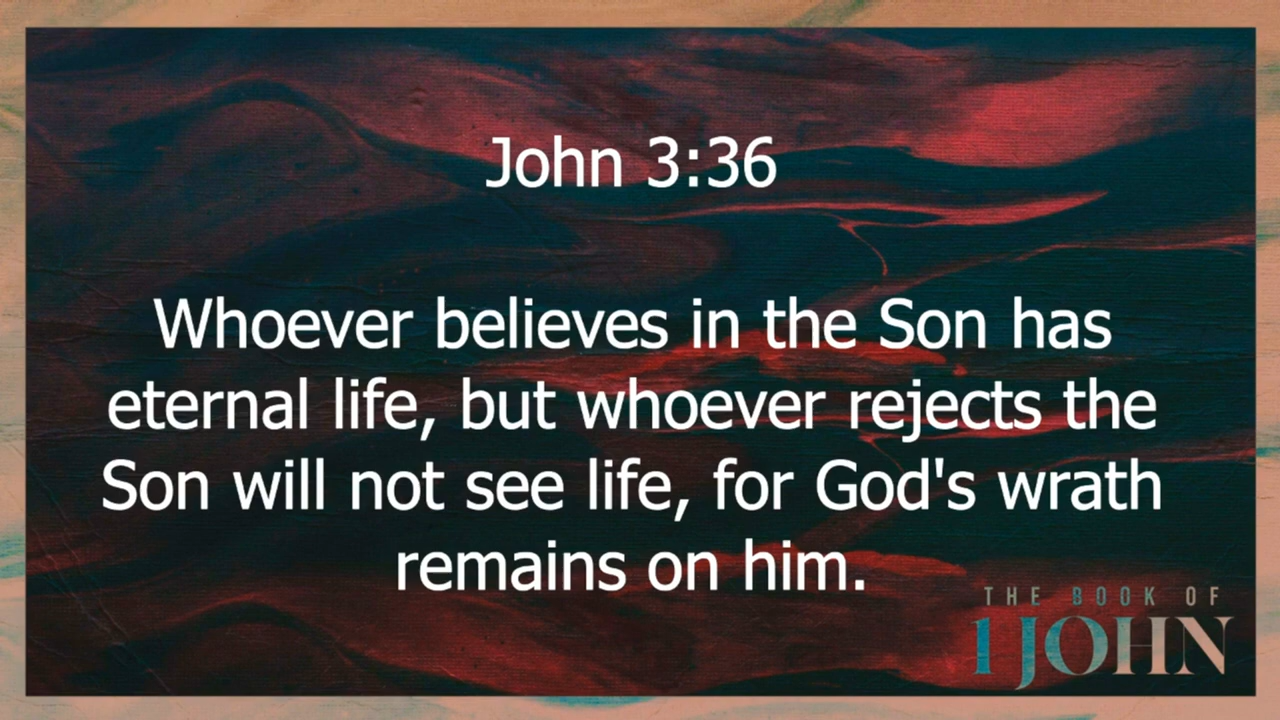 John 3:36
Whoever believes in the Son has
eternal life, but whoever rejects the
Son will not see life, for God's wrath
remains on him.
THE BOOK OF
1 JOHN